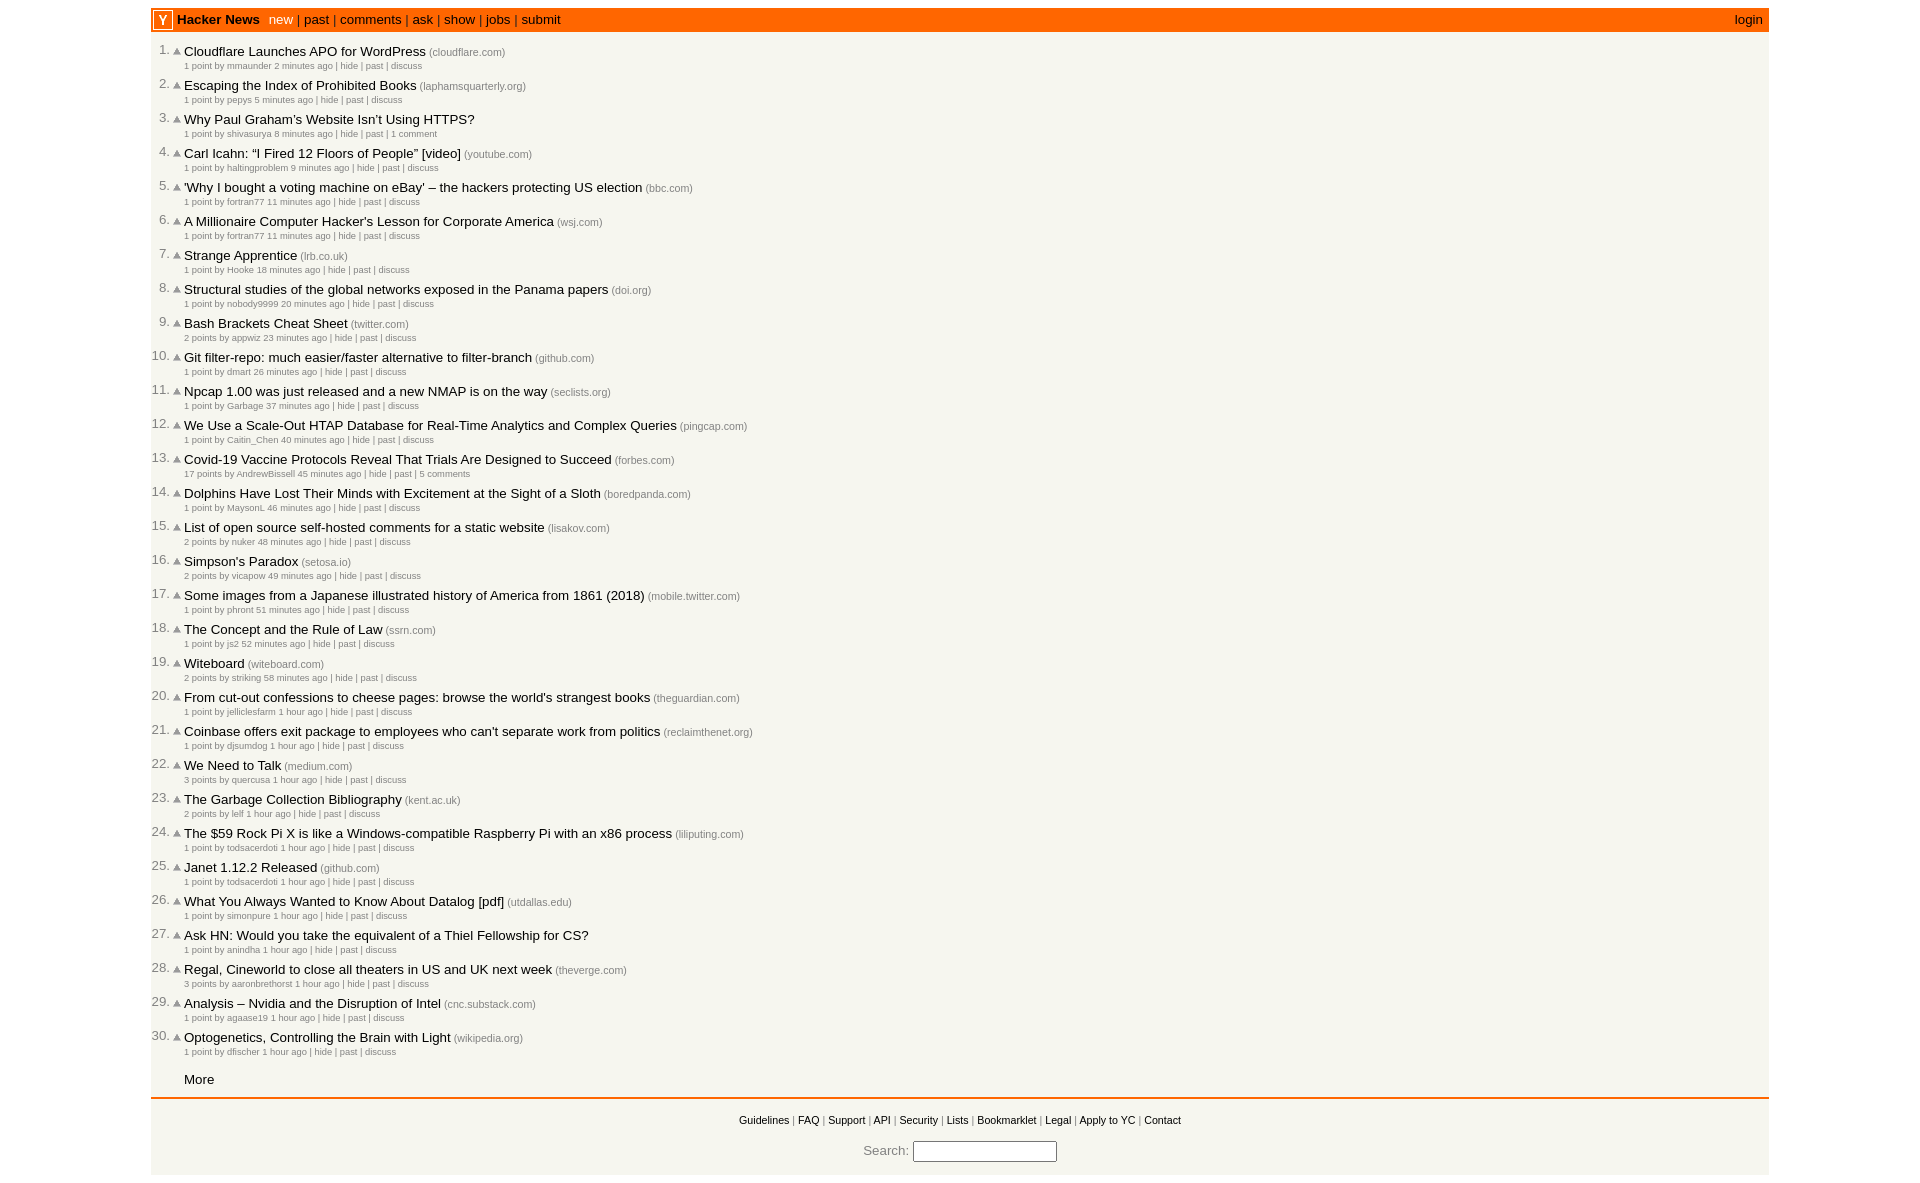 Y Hacker News new | past | comments | ask | show | jobs | submit login
1. Cloudflare Launches APO for WordPress (cloudflare.com)
1 point by mmaunder 2 minutes ago | hide | past | discuss
2. Escaping the Index of Prohibited Books (laphamsquarterly.org)
1 point by pepys 5 minutes ago | hide | past | discuss
3. Why Paul Graham’s Website Isn’t Using HTTPS?
1 point by shivasurya 8 minutes ago | hide | past | 1 comment
4. Carl Icahn: “I Fired 12 Floors of People” [video] (youtube.com)
1 point by haltingproblem 9 minutes ago | hide | past | discuss
5. 'Why I bought a voting machine on eBay' – the hackers protecting US election (bbc.com)
1 point by fortran77 11 minutes ago | hide | past | discuss
6. A Millionaire Computer Hacker's Lesson for Corporate America (wsj.com)
1 point by fortran77 11 minutes ago | hide | past | discuss
7. Strange Apprentice (lrb.co.uk)
1 point by Hooke 18 minutes ago | hide | past | discuss
8. Structural studies of the global networks exposed in the Panama papers (doi.org)
1 point by nobody9999 20 minutes ago | hide | past | discuss
9. Bash Brackets Cheat Sheet (twitter.com)
2 points by appwiz 23 minutes ago | hide | past | discuss
10. Git filter-repo: much easier/faster alternative to filter-branch (github.com)
1 point by dmart 26 minutes ago | hide | past | discuss
11. Npcap 1.00 was just released and a new NMAP is on the way (seclists.org)
1 point by Garbage 37 minutes ago | hide | past | discuss
12. We Use a Scale-Out HTAP Database for Real-Time Analytics and Complex Queries (pingcap.com)
1 point by Caitin_Chen 40 minutes ago | hide | past | discuss
13. Covid-19 Vaccine Protocols Reveal That Trials Are Designed to Succeed (forbes.com)
17 points by AndrewBissell 45 minutes ago | hide | past | 5 comments
14. Dolphins Have Lost Their Minds with Excitement at the Sight of a Sloth (boredpanda.com)
1 point by MaysonL 46 minutes ago | hide | past | discuss
15. List of open source self-hosted comments for a static website (lisakov.com)
2 points by nuker 48 minutes ago | hide | past | discuss
16. Simpson's Paradox (setosa.io)
2 points by vicapow 49 minutes ago | hide | past | discuss
17. Some images from a Japanese illustrated history of America from 1861 (2018) (mobile.twitter.com)
1 point by phront 51 minutes ago | hide | past | discuss
18. The Concept and the Rule of Law (ssrn.com)
1 point by js2 52 minutes ago | hide | past | discuss
19. Witeboard (witeboard.com)
2 points by striking 58 minutes ago | hide | past | discuss
20. From cut-out confessions to cheese pages: browse the world's strangest books (theguardian.com)
1 point by jelliclesfarm 1 hour ago | hide | past | discuss
21. Coinbase offers exit package to employees who can't separate work from politics (reclaimthenet.org)
1 point by djsumdog 1 hour ago | hide | past | discuss
22. We Need to Talk (medium.com)
3 points by quercusa 1 hour ago | hide | past | discuss
23. The Garbage Collection Bibliography (kent.ac.uk)
2 points by lelf 1 hour ago | hide | past | discuss
24. The $59 Rock Pi X is like a Windows-compatible Raspberry Pi with an x86 process (liliputing.com)
1 point by todsacerdoti 1 hour ago | hide | past | discuss
25. Janet 1.12.2 Released (github.com)
1 point by todsacerdoti 1 hour ago | hide | past | discuss
26. What You Always Wanted to Know About Datalog [pdf] (utdallas.edu)
1 point by simonpure 1 hour ago | hide | past | discuss
27. Ask HN: Would you take the equivalent of a Thiel Fellowship for CS?
1 point by anindha 1 hour ago | hide | past | discuss
28. Regal, Cineworld to close all theaters in US and UK next week (theverge.com)
3 points by aaronbrethorst 1 hour ago | hide | past | discuss
29. Analysis – Nvidia and the Disruption of Intel (cnc.substack.com)
1 point by agaase19 1 hour ago | hide | past | discuss
30. Optogenetics, Controlling the Brain with Light (wikipedia.org)
1 point by dfischer 1 hour ago | hide | past | discuss
More
Guidelines | FAQ | Support | API | Security | Lists | Bookmarklet | Legal | Apply to YC | Contact
Search: